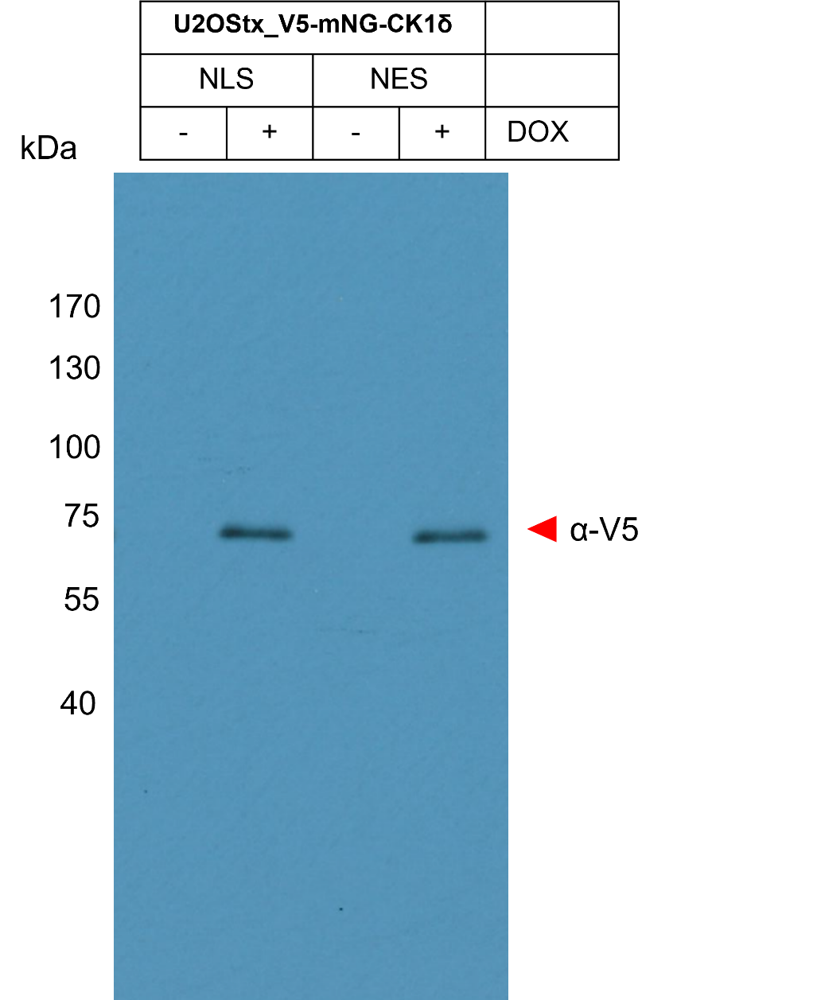 U2OStx_V5-mNG-CK1δ
NLS NES
- + - + DOX
kDa
170
130
100
75
α-V5
55
40